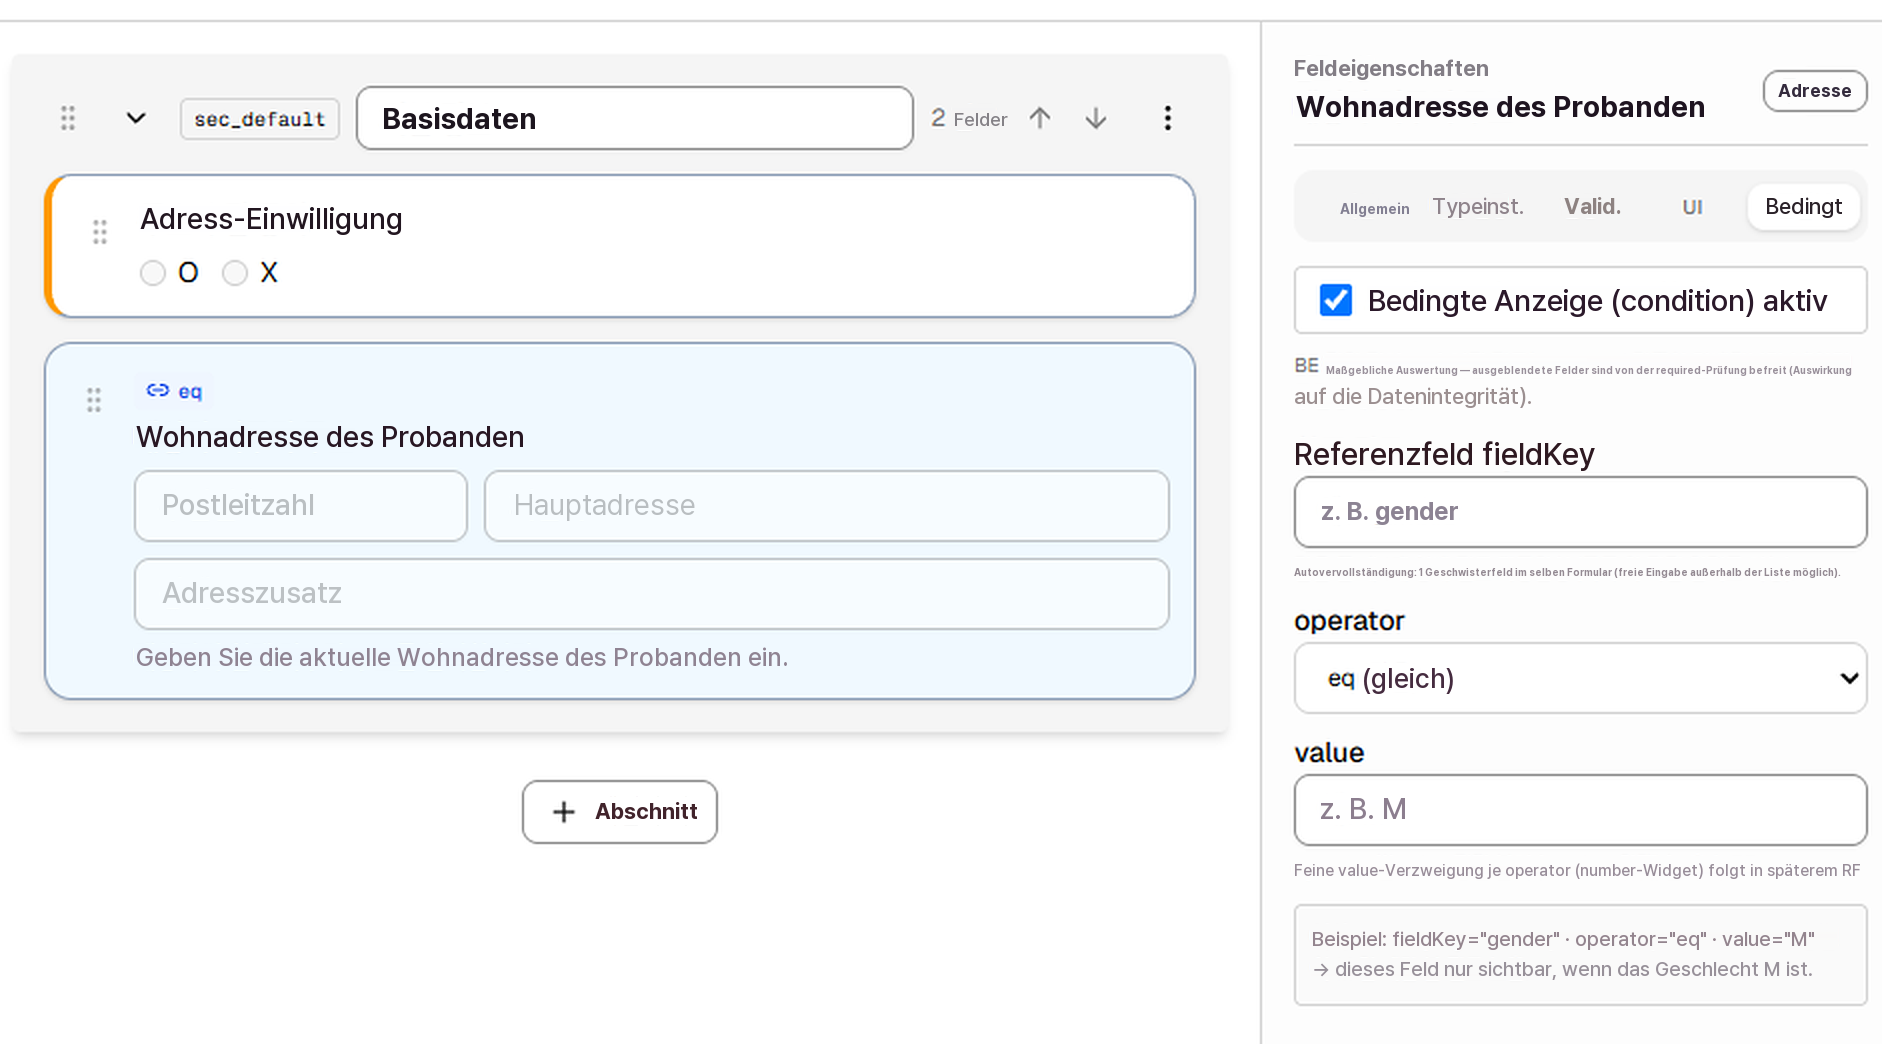 sec_default
Basisdaten
2 Felder
Adress-Einwilligung
O X
eq
Wohnadresse des Probanden
Postleitzahl
Hauptadresse
Adresszusatz
Geben Sie die aktuelle Wohnadresse des Probanden ein.
+ Abschnitt
Feldeigenschaften
Wohnadresse des Probanden
Adresse
Allgemein Typeinst. Valid. UI Bedingt
Bedingte Anzeige (condition) aktiv
BE Maßgebliche Auswertung — ausgeblendete Felder sind von der required-Prüfung befreit (Auswirkung
auf die Datenintegrität).
Referenzfeld fieldKey
z. B. gender
Autovervollständigung: 1 Geschwisterfeld im selben Formular (freie Eingabe außerhalb der Liste möglich).
operator
eq (gleich)
value
z. B. M
Feine value-Verzweigung je operator (number-Widget) folgt in späterem RF
Beispiel: fieldKey="gender" · operator="eq" · value="M"
→ dieses Feld nur sichtbar, wenn das Geschlecht M ist.